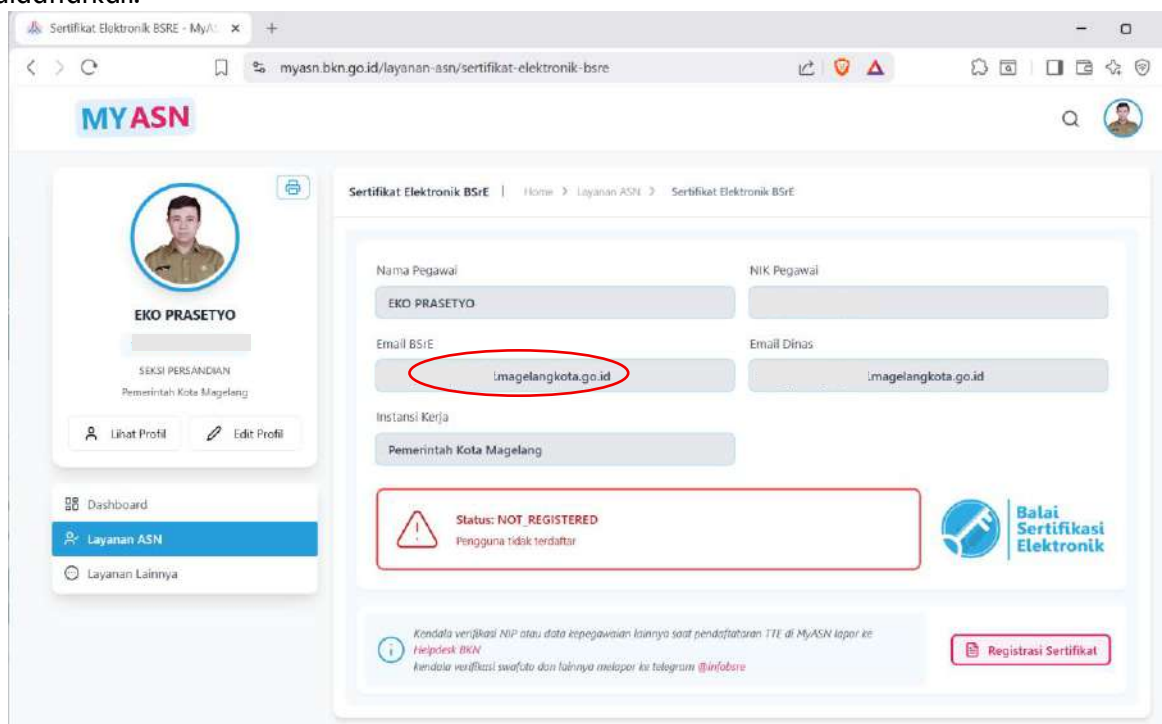 Sertifikat Elektronik BSRE - MyA
myasn.bkn.go.id/layanan-asn/sertifikat-elektronik-bsre
MYASN
EKO PRASETYO
SEKSI PERSANDIAN
Pemerintah Kota Magelang
Lihat Profil
Edit Profil
Dashboard
Layanan ASN
Layanan Lainnya
Sertifikat Elektronik BSrE | Home > Layanan ASN > Sertifikat Elektronik BSrE
Nama Pegawai
NIK Pegawai
EKO PRASETYO
Email BSrE
Email Dinas
.magelangkota.go.id
.magelangkota.go.id
Instansi Kerja
Pemerintah Kota Magelang
Status: NOT_REGISTERED
Pengguna tidak terdaftar
Balai
Sertifikasi
Elektronik
Kendala verifikasi NIP atau data kepegawaian lainnya saat pendaftataran TTE di MyASN lapor ke
Helpdesk BKN
kendala verifikasi swafoto dan lainnya melapor ke telegram @infobsre
Registrasi Sertifikat